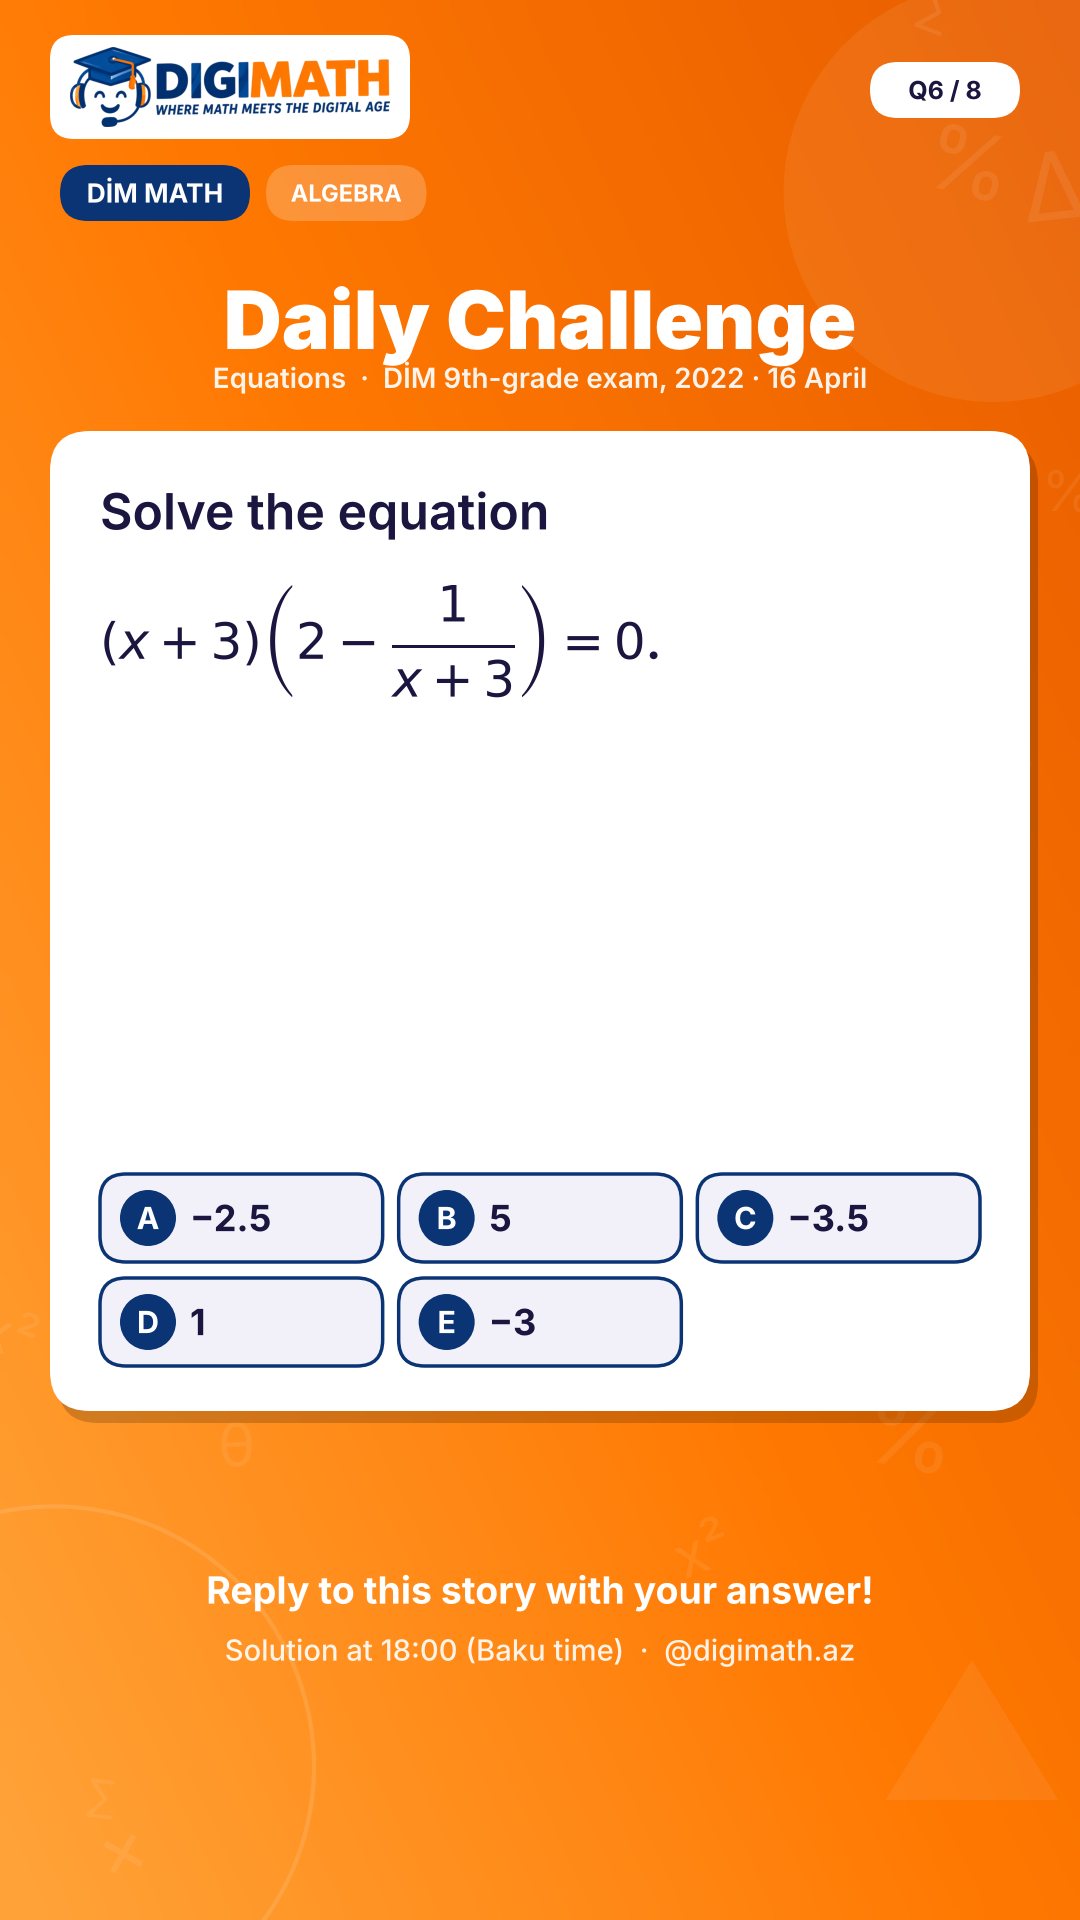 DIGIMATH
WHERE MATH MEETS THE DIGITAL AGE
Q6 / 8
DİM MATH
ALGEBRA
Daily Challenge
Equations · DİM 9th-grade exam, 2022 · 16 April
Solve the equation
(x + 3)(2 − 1/(x + 3)) = 0.
A −2.5
B 5
C −3.5
D 1
E −3
Reply to this story with your answer!
Solution at 18:00 (Baku time) · @digimath.az